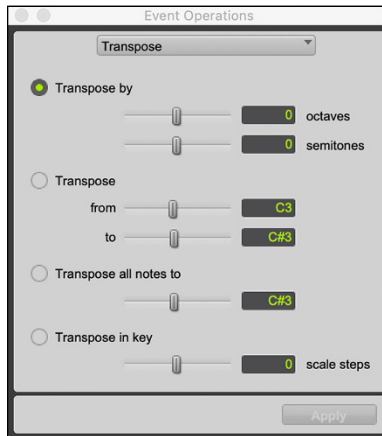 Event Operations
Transpose
Transpose by
0 octaves
0 semitones
Transpose
from C3
to C#3
Transpose all notes to
C#3
Transpose in key
0 scale steps
Apply